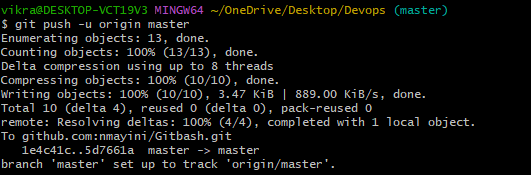 vikra@DESKTOP-VCT19V3 MINGW64 ~/OneDrive/Desktop/Devops (master)
$ git push -u origin master
Enumerating objects: 13, done.
Counting objects: 100% (13/13), done.
Delta compression using up to 8 threads
Compressing objects: 100% (10/10), done.
Writing objects: 100% (10/10), 3.47 KiB | 889.00 KiB/s, done.
Total 10 (delta 4), reused 0 (delta 0), pack-reused 0
remote: Resolving deltas: 100% (4/4), completed with 1 local object.
To github.com:nmayini/Gitbash.git
   1e4c41c..5d7661a  master -> master
branch 'master' set up to track 'origin/master'.